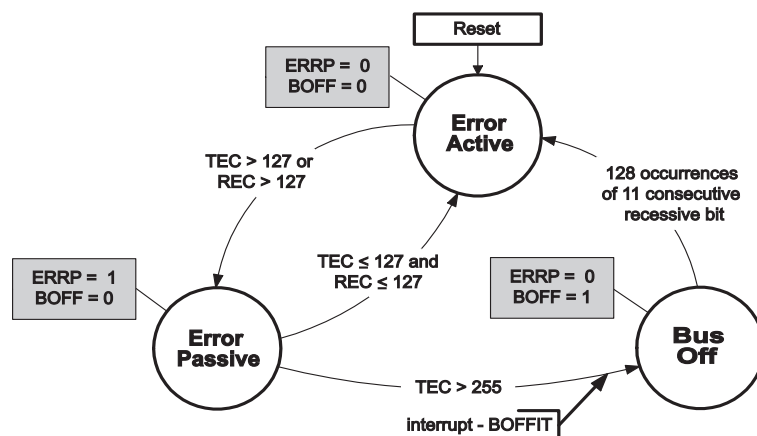 Reset
ERRP = 0
BOFF = 0
Error
Active
TEC > 127 or
REC > 127
128 occurrences
of 11 consecutive
recessive bit
TEC ≤ 127 and
REC ≤ 127
ERRP = 1
BOFF = 0
ERRP = 0
BOFF = 1
Error
Passive
Bus
Off
TEC > 255
interrupt - BOFFIT